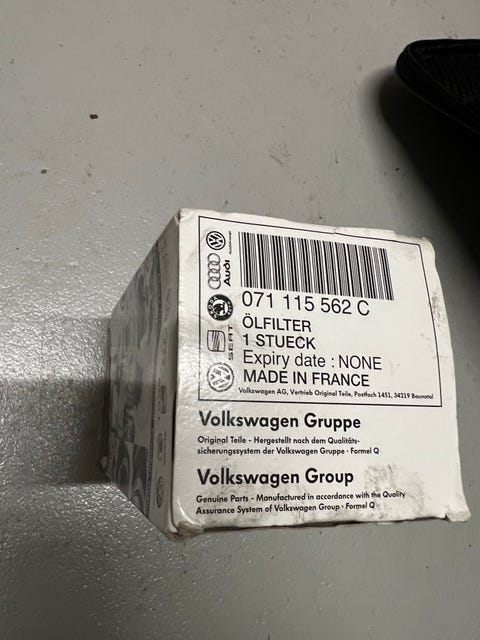 Audi
SEAT
071 115 562 C
ÖLFILTER
1 STUECK
Expiry date : NONE
MADE IN FRANCE
Volkswagen AG, Vertrieb Original Teile, Postfach 1451, 34219 Baunatal
Volkswagen Gruppe
Original Teile - Hergestellt nach dem Qualitäts-
sicherungssystem der Volkswagen Gruppe · Formel Q
Volkswagen Group
Genuine Parts - Manufactured in accordance with the Quality
Assurance System of Volkswagen Group · Formel Q